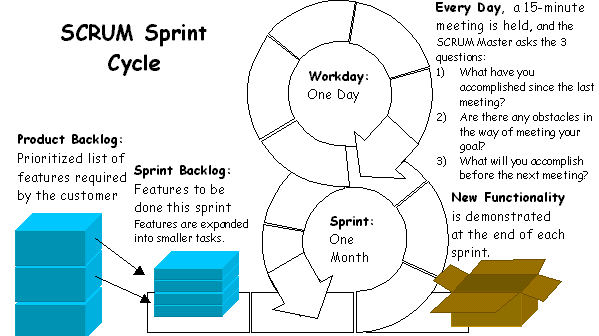 SCRUM Sprint
Cycle
Product Backlog:
Prioritized list of
features required
by the customer
Sprint Backlog:
Features to be
done this sprint
Features are expanded
into smaller tasks.
Workday:
One Day
Sprint:
One
Month
Every Day, a 15-minute
meeting is held, and the
SCRUM Master asks the 3
questions:
1) What have you
accomplished since the last
meeting?
2) Are there any obstacles in
the way of meeting your
goal?
3) What will you accomplish
before the next meeting?
New Functionality
is demonstrated
at the end of each
sprint.